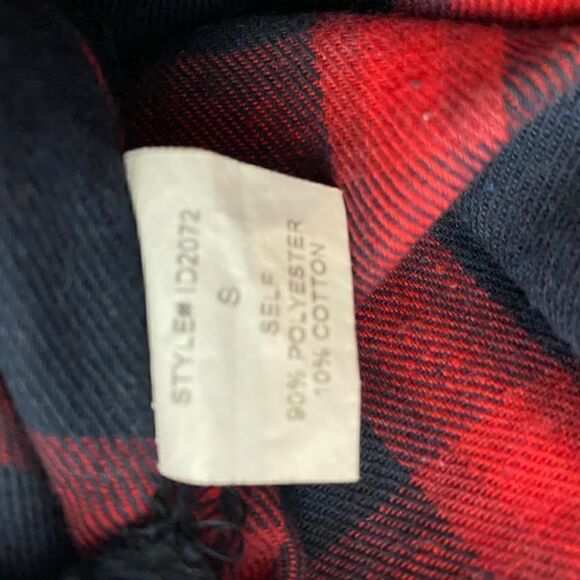 STYLE# ID2072
S
SELF
90% POLYESTER
10% COTTON